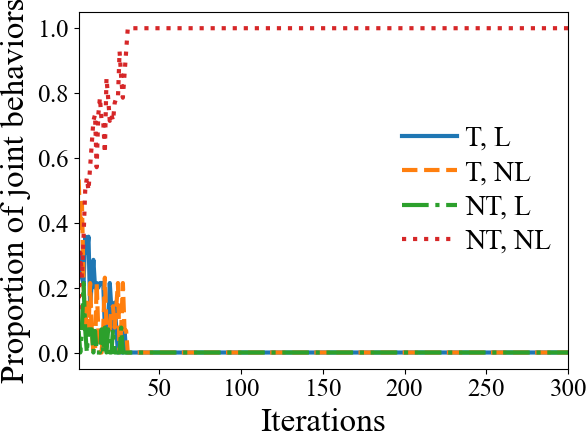 Proportion of joint behaviors
1.0
0.8
0.6
0.4
0.2
0.0
T, L
T, NL
NT, L
NT, NL
50 100 150 200 250 300
Iterations